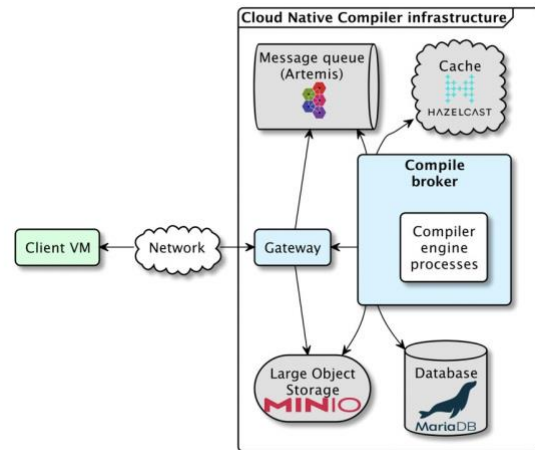 Cloud Native Compiler infrastructure
Message queue
(Artemis)
Cache
HAZELCAST
Compile
broker
Compiler
engine
processes
Client VM
Network
Gateway
Large Object
Storage
MINIO
Database
MariaDB